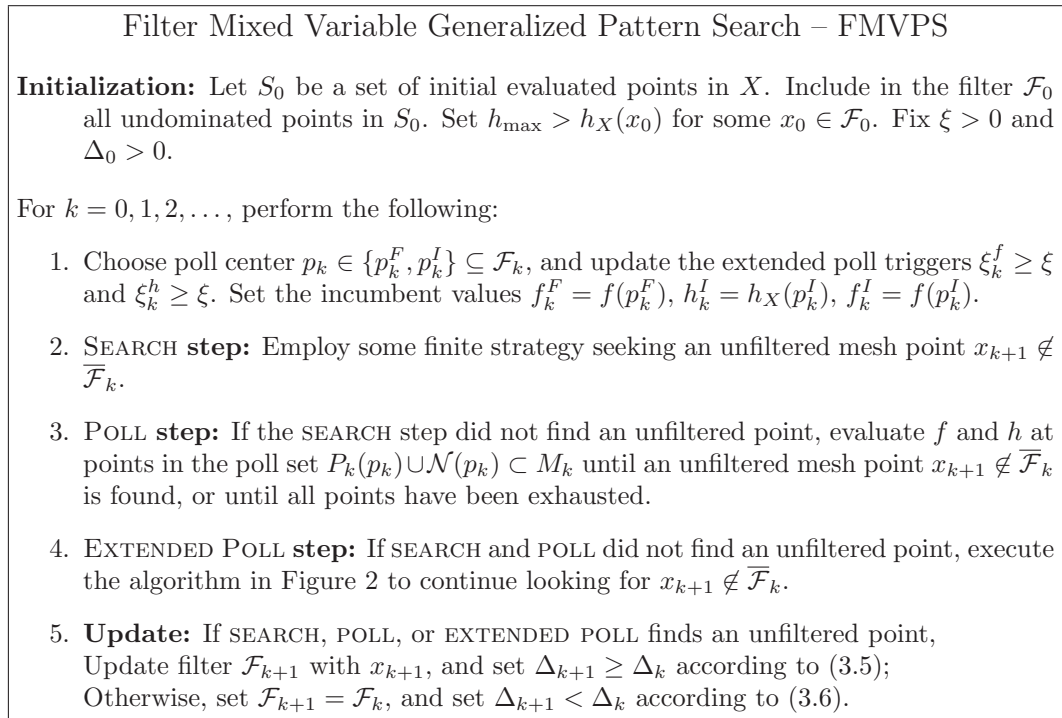 Filter Mixed Variable Generalized Pattern Search – FMVPS
Initialization: Let S₀ be a set of initial evaluated points in X. Include in the filter ℱ₀
all undominated points in S₀. Set h_max > h_X(x₀) for some x₀ ∈ ℱ₀. Fix ξ > 0 and
Δ₀ > 0.
For k = 0, 1, 2, . . . , perform the following:
1. Choose poll center p_k ∈ {p_k^F, p_k^I} ⊆ ℱ_k, and update the extended poll triggers ξ_k^f ≥ ξ
and ξ_k^h ≥ ξ. Set the incumbent values f_k^F = f(p_k^F), h_k^I = h_X(p_k^I), f_k^I = f(p_k^I).
2. SEARCH step: Employ some finite strategy seeking an unfiltered mesh point x_{k+1} ∉
ℱ̅_k.
3. POLL step: If the SEARCH step did not find an unfiltered point, evaluate f and h at
points in the poll set P_k(p_k) ∪ 𝒩(p_k) ⊂ M_k until an unfiltered mesh point x_{k+1} ∉ ℱ̅_k
is found, or until all points have been exhausted.
4. EXTENDED POLL step: If SEARCH and POLL did not find an unfiltered point, execute
the algorithm in Figure 2 to continue looking for x_{k+1} ∉ ℱ̅_k.
5. Update: If SEARCH, POLL, or EXTENDED POLL finds an unfiltered point,
Update filter ℱ_{k+1} with x_{k+1}, and set Δ_{k+1} ≥ Δ_k according to (3.5);
Otherwise, set ℱ_{k+1} = ℱ_k, and set Δ_{k+1} < Δ_k according to (3.6).